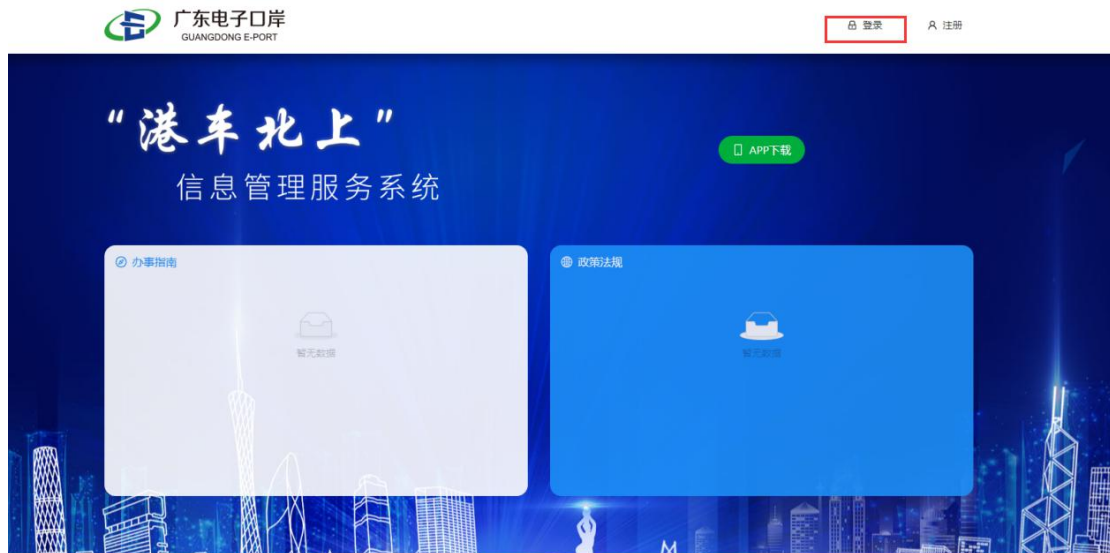 广东电子口岸
GUANGDONG E-PORT
登录
注册
“港车北上”
信息管理服务系统
APP下载
办事指南
暂无数据
政策法规
暂无数据